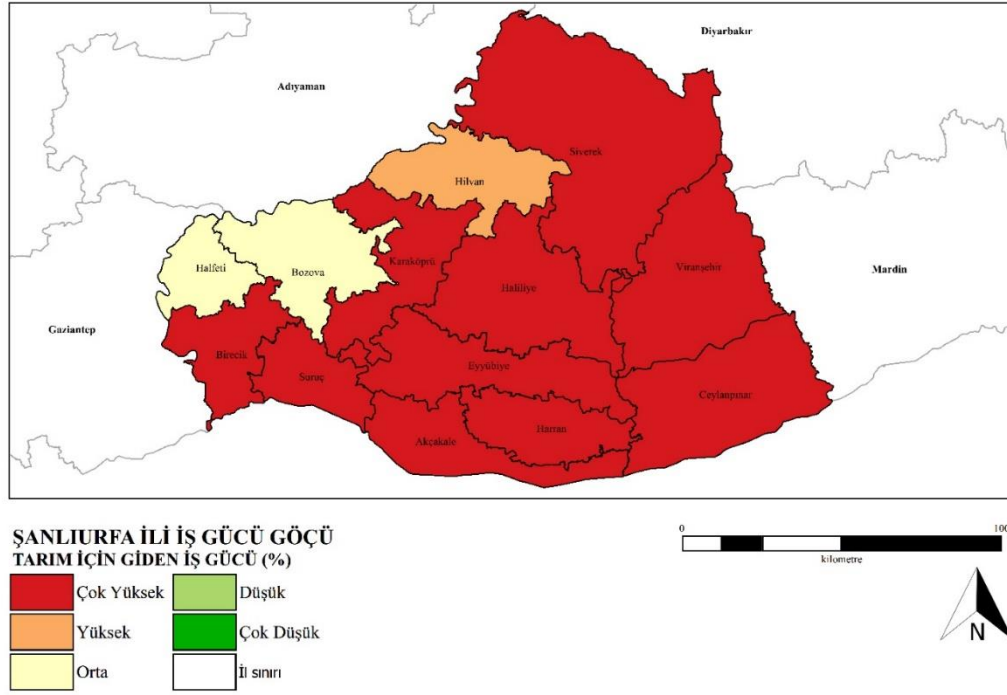 Diyarbakır
Adıyaman
Siverek
Hilvan
Karaköprü
Halfeti
Bozova
Viranşehir
Mardin
Haliliye
Gaziantep
Birecik
Suruç
Eyyübiye
Ceylanpınar
Akçakale
Harran
ŞANLIURFA İLİ İŞ GÜCÜ GÖÇÜ
TARIM İÇİN GİDEN İŞ GÜCÜ (%)
Çok Yüksek
Düşük
Yüksek
Çok Düşük
Orta
İl sınırı
0 100
kilometre
N